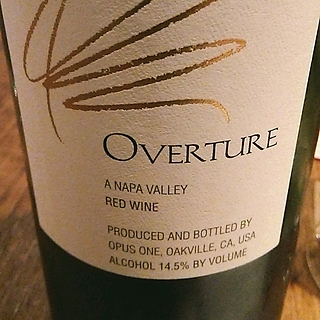 OVERTURE
A NAPA VALLEY
RED WINE
PRODUCED AND BOTTLED BY
OPUS ONE, OAKVILLE, CA, USA
ALCOHOL 14.5% BY VOLUME